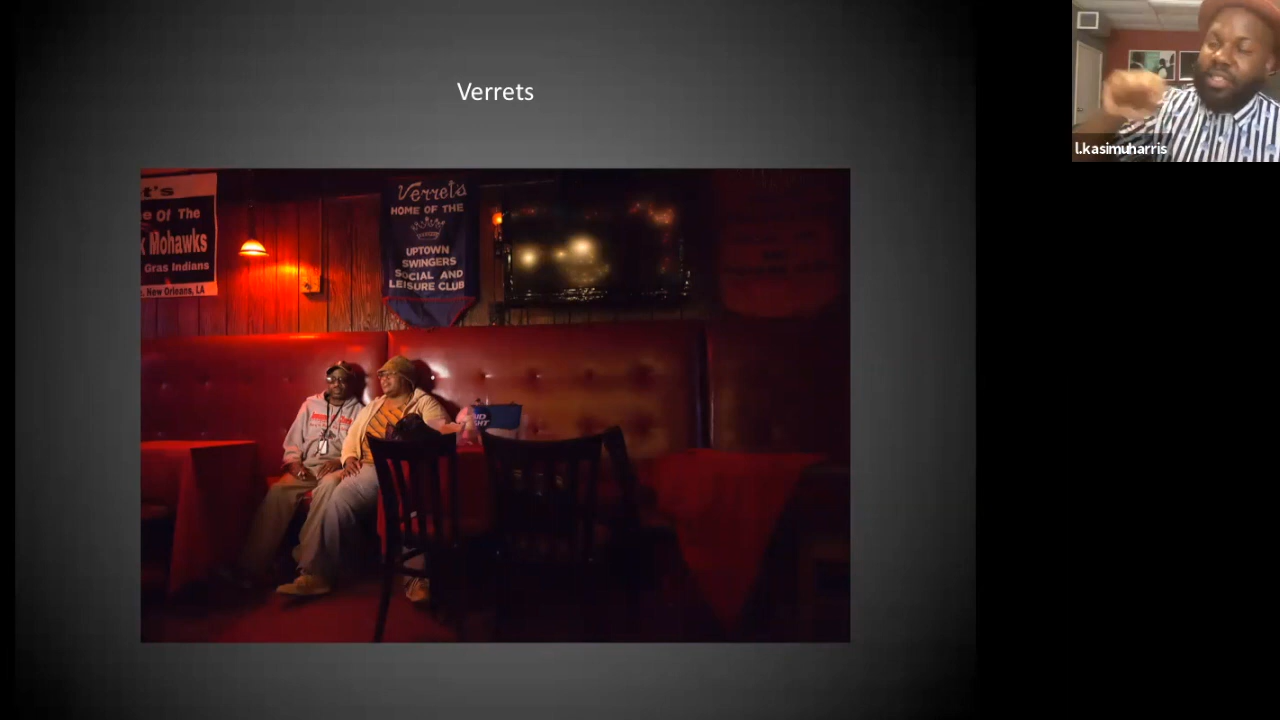 Verrets
t's
e Of The
k Mohawks
Gras Indians
New Orleans, LA
Verret's
HOME OF THE
UPTOWN
SWINGERS
SOCIAL AND
LEISURE CLUB
l.kasimuharris